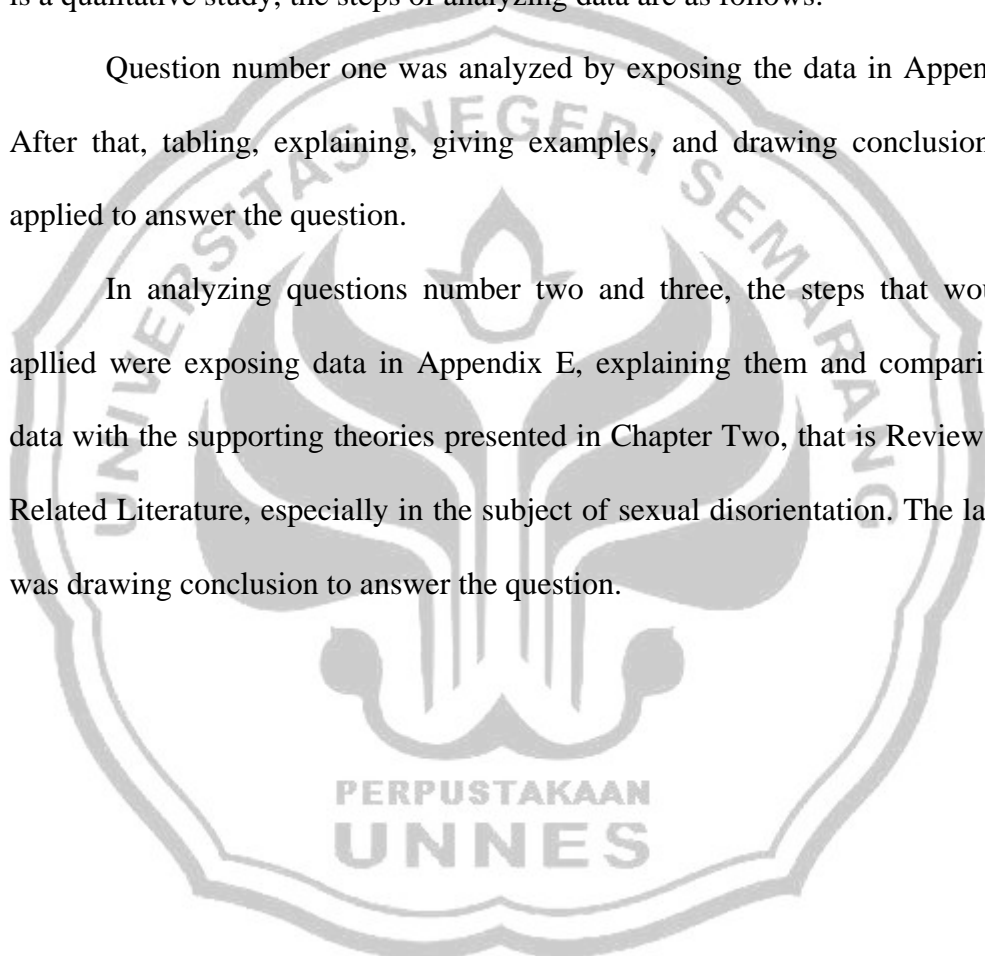 is a qualitative study, the steps of analyzing data are as follows:
Question number one was analyzed by exposing the data in Appen
After that, tabling, explaining, giving examples, and drawing conclusion
applied to answer the question.
In analyzing questions number two and three, the steps that wou
apllied were exposing data in Appendix E, explaining them and compari
data with the supporting theories presented in Chapter Two, that is Review
Related Literature, especially in the subject of sexual disorientation. The la
was drawing conclusion to answer the question.
UNIVERSITAS NEGERI SEMARANG
PERPUSTAKAAN
UNNES